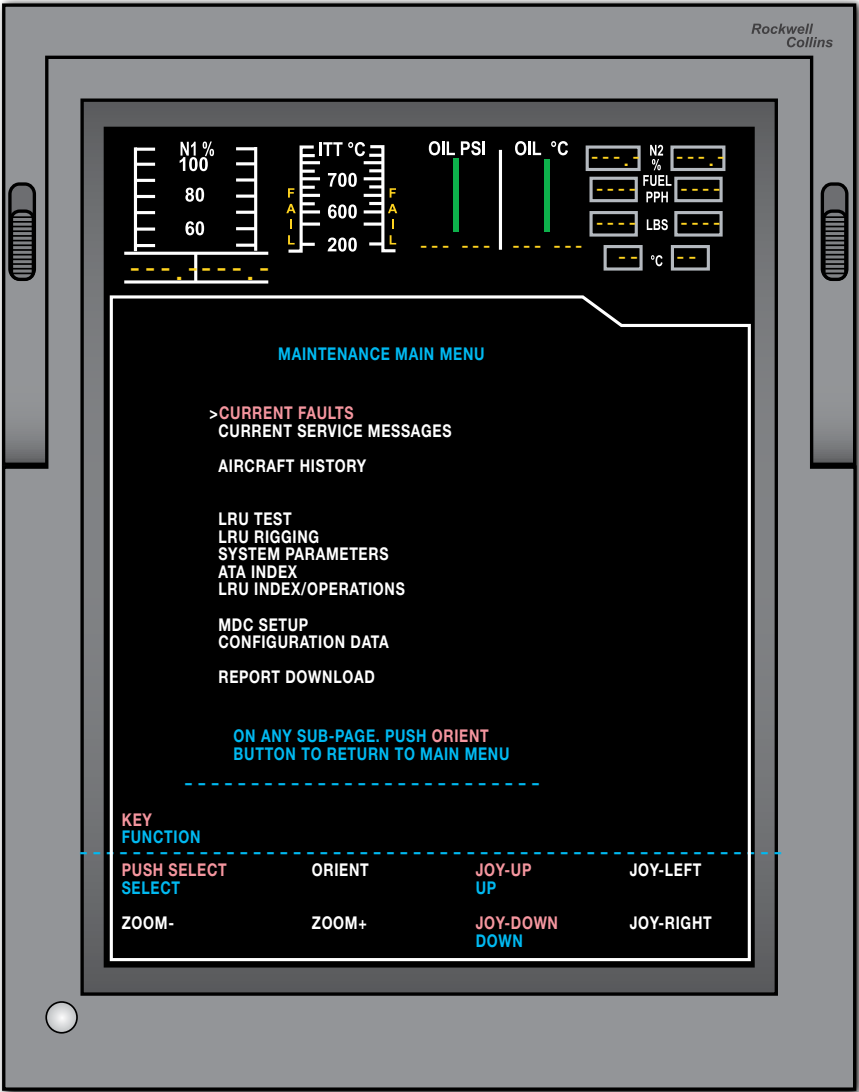 Rockwell
Collins
N1 %
100
80
60
---.---.-
ITT °C
700
600
200
FAIL
FAIL
OIL PSI
--- ---
OIL °C
--- ---
---.-
N2
%
---.-
----
FUEL
PPH
----
----
LBS
----
--
°C
--
MAINTENANCE MAIN MENU
>CURRENT FAULTS
CURRENT SERVICE MESSAGES
AIRCRAFT HISTORY
LRU TEST
LRU RIGGING
SYSTEM PARAMETERS
ATA INDEX
LRU INDEX/OPERATIONS
MDC SETUP
CONFIGURATION DATA
REPORT DOWNLOAD
ON ANY SUB-PAGE. PUSH ORIENT
BUTTON TO RETURN TO MAIN MENU
KEY
FUNCTION
PUSH SELECT ORIENT JOY-UP JOY-LEFT
SELECT UP
ZOOM- ZOOM+ JOY-DOWN JOY-RIGHT
DOWN